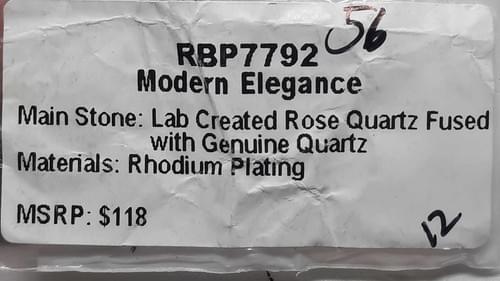 56
RBP7792
Modern Elegance
Main Stone: Lab Created Rose Quartz Fused
with Genuine Quartz
Materials: Rhodium Plating
MSRP: $118
12